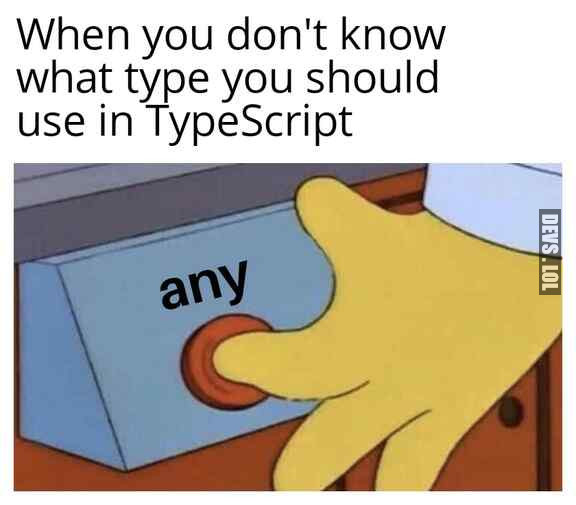 When you don't know
what type you should
use in TypeScript
any
DEVS.LOL